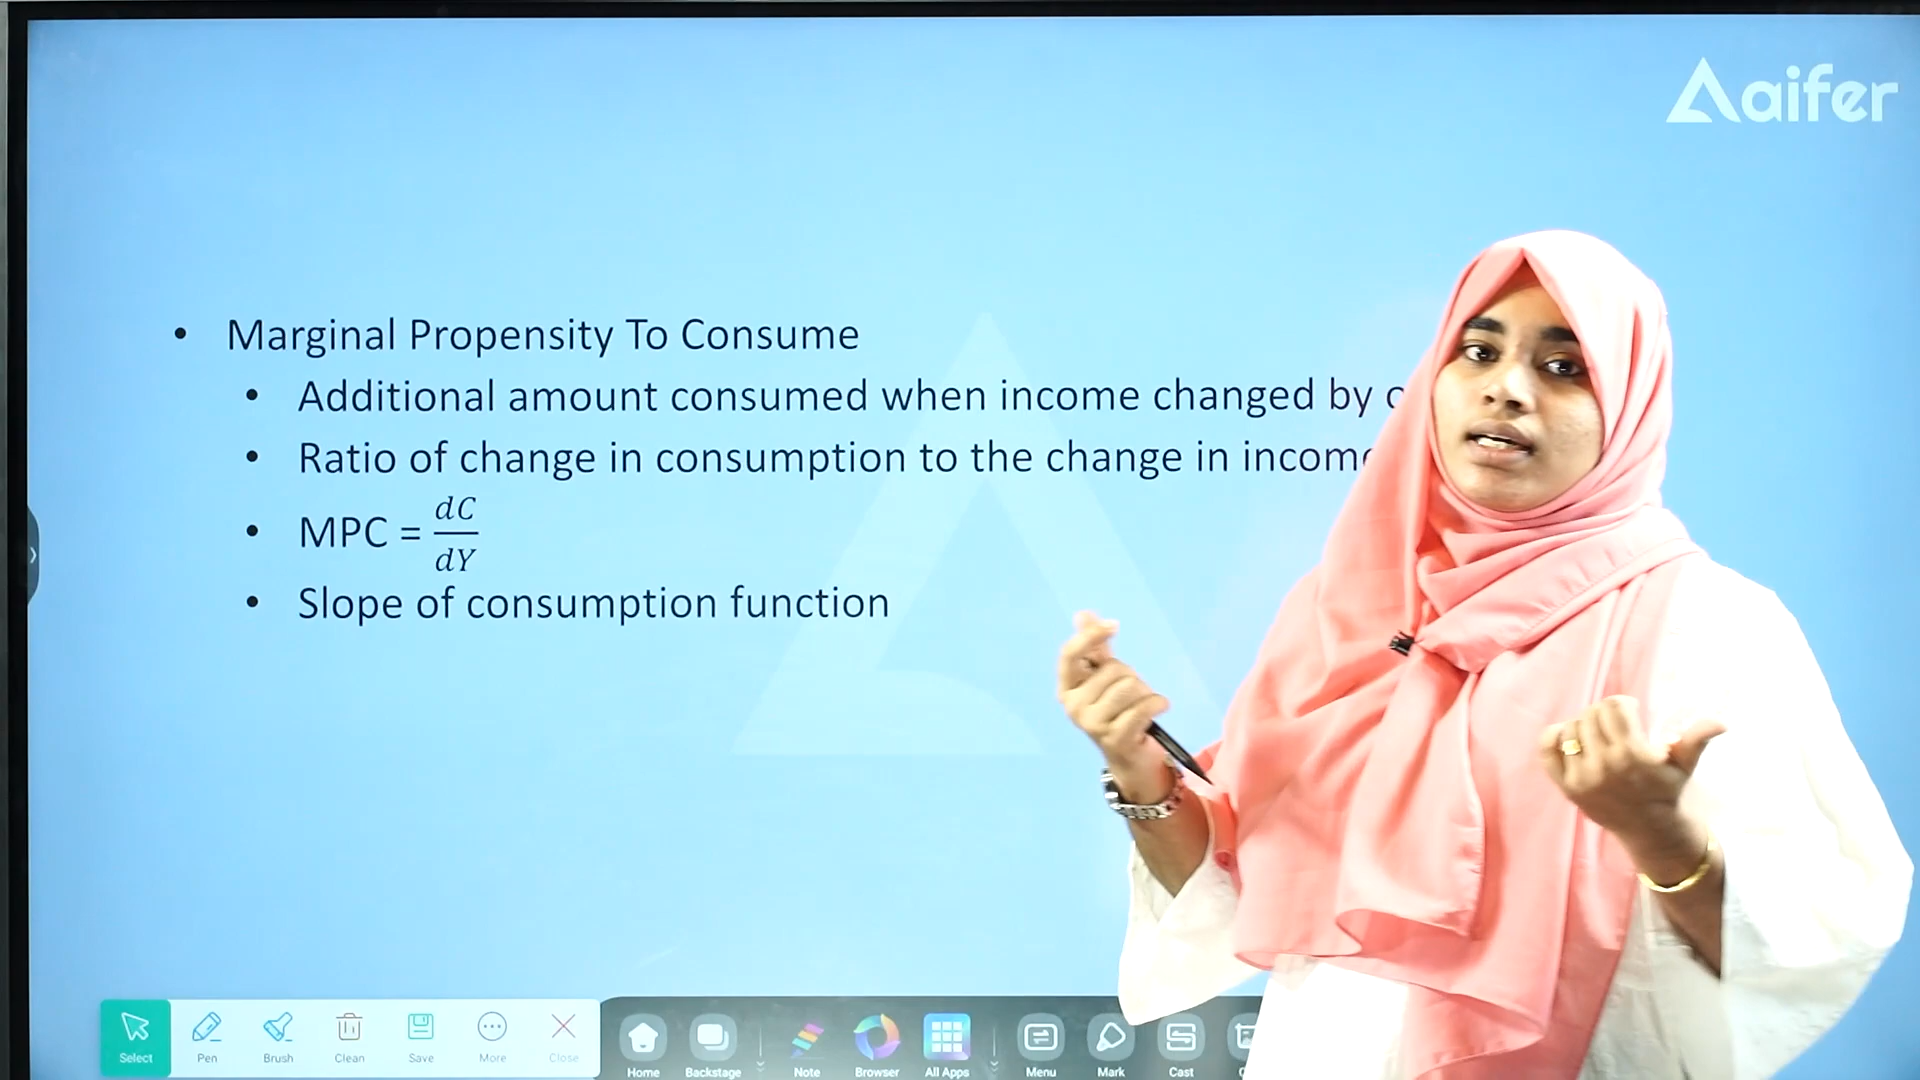 aifer
• Marginal Propensity To Consume
• Additional amount consumed when income changed by
• Ratio of change in consumption to the change in income
• MPC = dC/dY
• Slope of consumption function
Select Pen Brush Clean Save More Close
Home Backstage Note Browser All Apps Menu Mark Cast